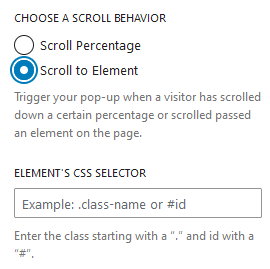 CHOOSE A SCROLL BEHAVIOR
Scroll Percentage
Scroll to Element
Trigger your pop-up when a visitor has scrolled
down a certain percentage or scrolled passed
an element on the page.
ELEMENT'S CSS SELECTOR
Example: .class-name or #id
Enter the class starting with a “.” and id with a
“#”.